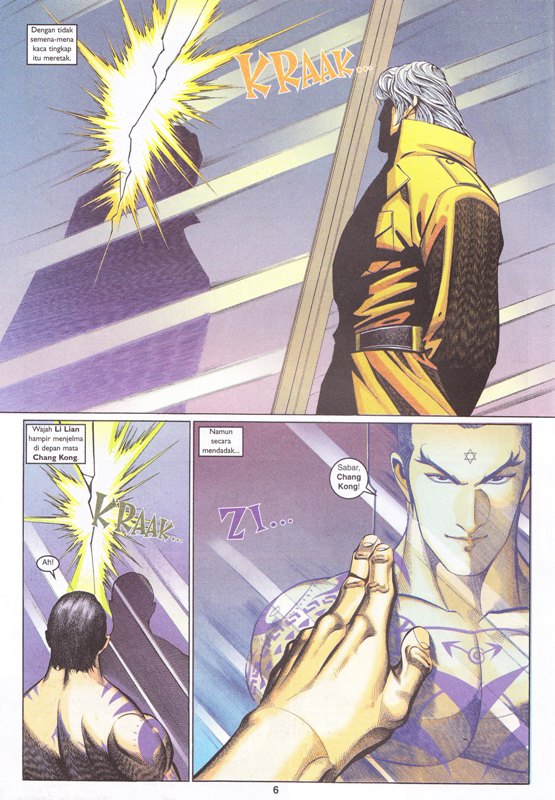 Dengan tidak
semena-mena
kaca tingkap
itu meretak.
KRAAK...
Wajah Li Lian
hampir menjelma
di depan mata
Chang Kong.
KRAAK...
Ah!
Namun
secara
mendadak...
Sabar,
Chang
Kong!
ZI...
6